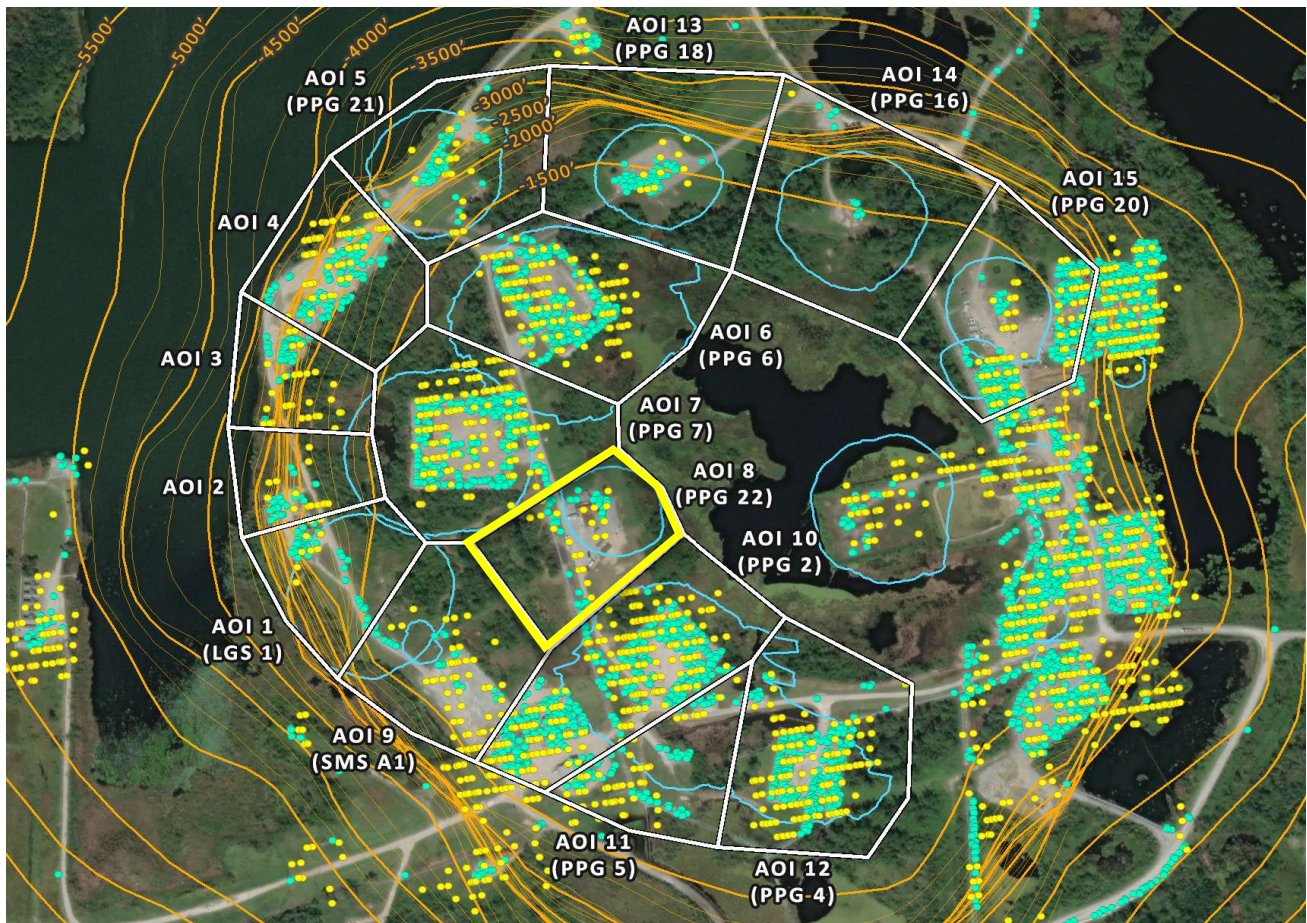 -5500'
-5000'
-4500'
-4000'
-3500'
-3000'
-2500'
-2000'
-1500'
AOI 13
(PPG 18)
AOI 14
(PPG 16)
AOI 5
(PPG 21)
AOI 15
(PPG 20)
AOI 4
AOI 3
AOI 6
(PPG 6)
AOI 7
(PPG 7)
AOI 2
AOI 8
(PPG 22)
AOI 10
(PPG 2)
AOI 1
(LGS 1)
AOI 9
(SMS A1)
AOI 11
(PPG 5)
AOI 12
(PPG 4)